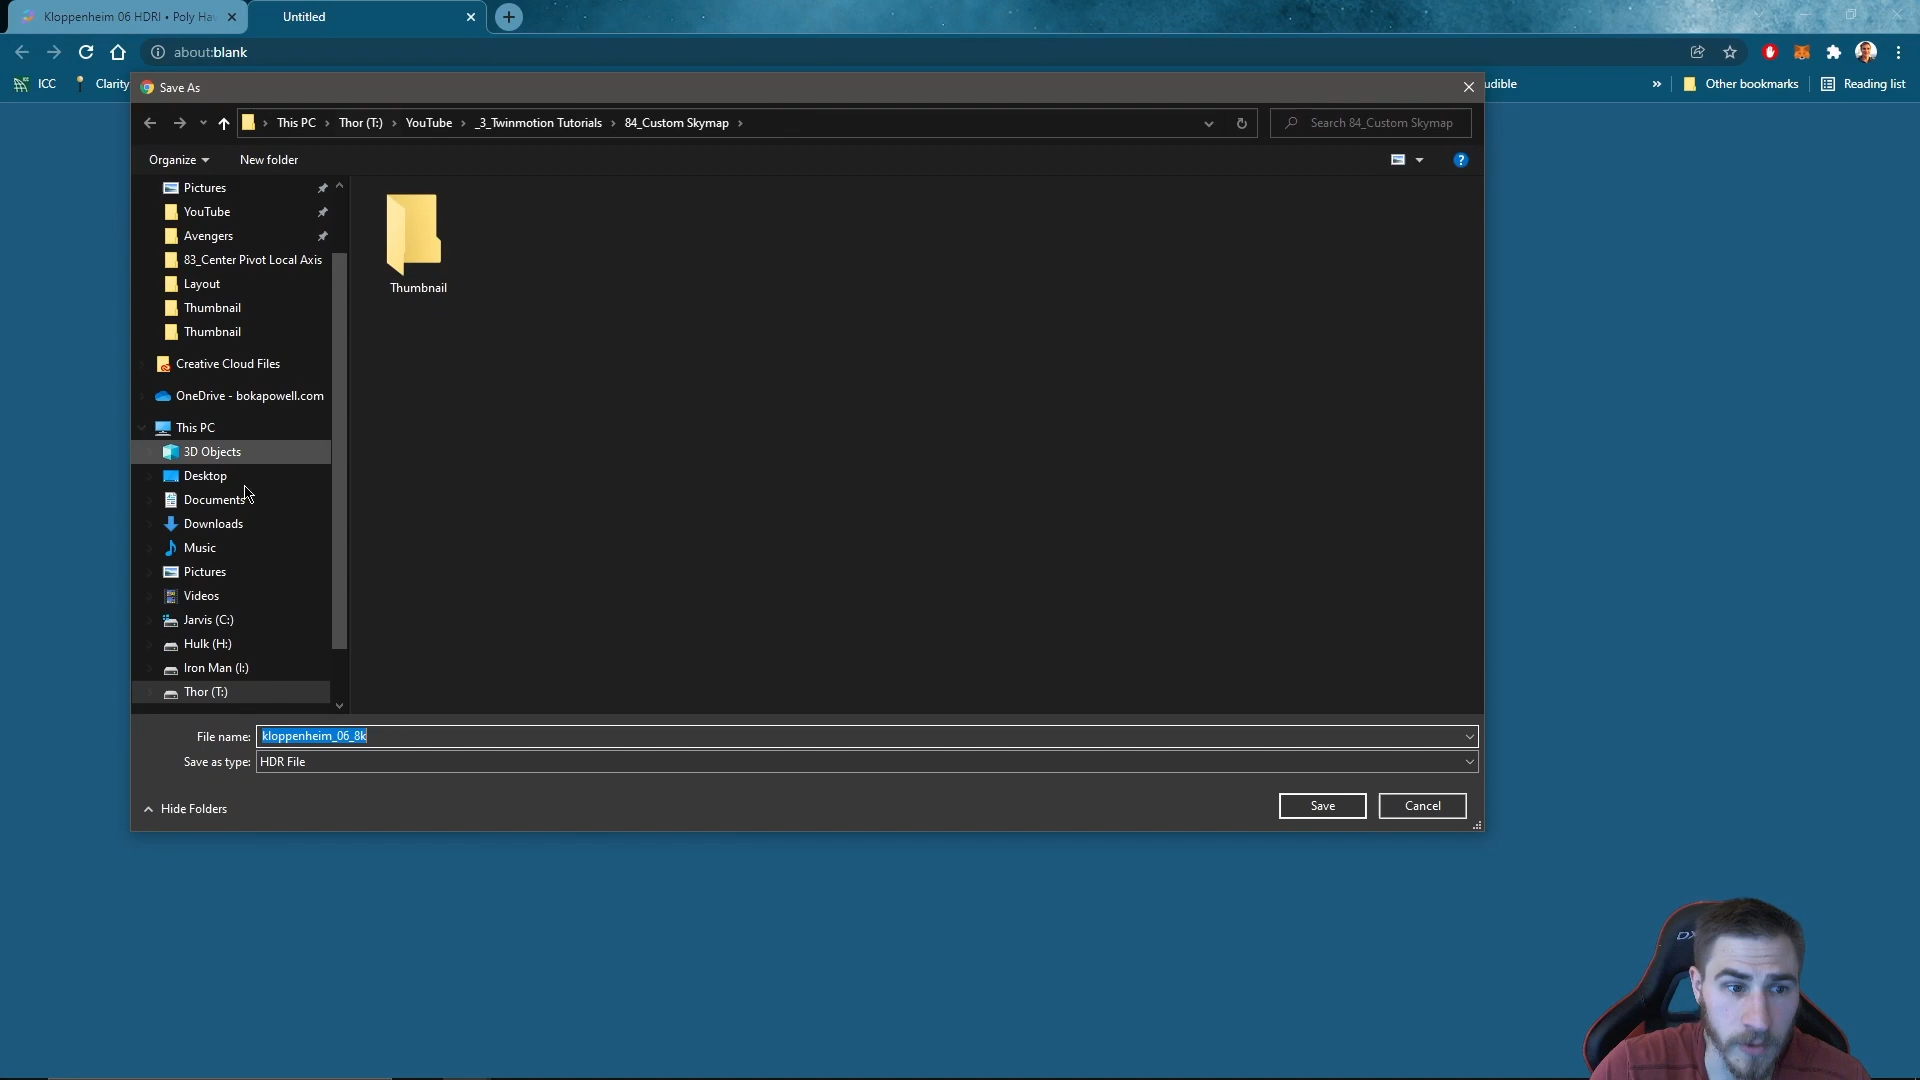 Kloppenheim 06 HDRI • Poly Ha
Untitled
about:blank
ICC
Clarity
udible
»
Other bookmarks
Reading list
Save As
This PC > Thor (T:) > YouTube > _3_Twinmotion Tutorials > 84_Custom Skymap >
Search 84_Custom Skymap
Organize
New folder
Pictures
YouTube
Avengers
83_Center Pivot Local Axis
Layout
Thumbnail
Thumbnail
Creative Cloud Files
OneDrive - bokapowell.com
This PC
3D Objects
Desktop
Documents
Downloads
Music
Pictures
Videos
Jarvis (C:)
Hulk (H:)
Iron Man (I:)
Thor (T:)
Thumbnail
File name: kloppenheim_06_8k
Save as type: HDR File
Hide Folders
Save
Cancel